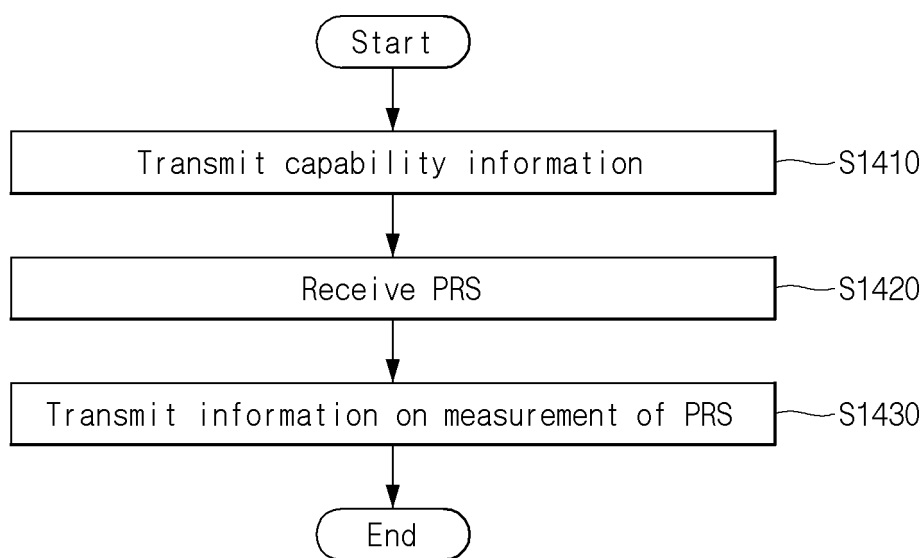 Start
Transmit capability information
S1410
Receive PRS
S1420
Transmit information on measurement of PRS
S1430
End